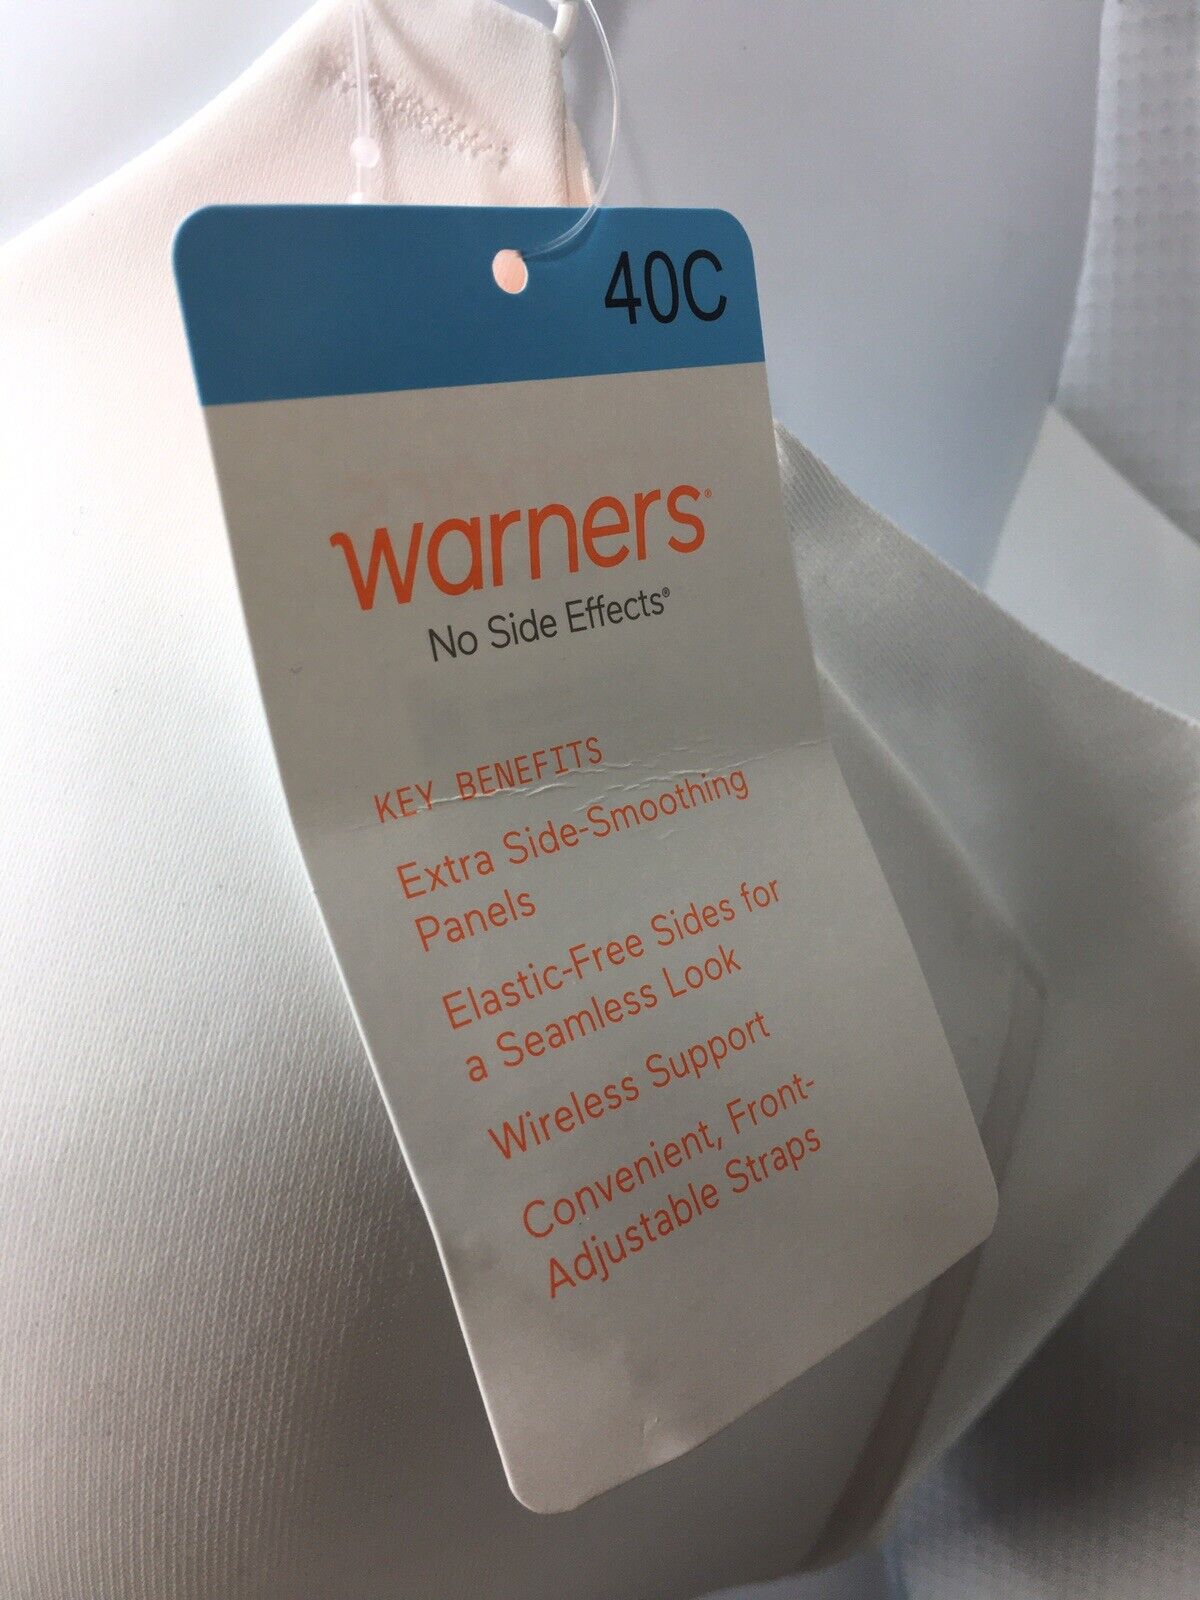 40C
warners®
No Side Effects®
KEY BENEFITS
Extra Side-Smoothing
Panels
Elastic-Free Sides for
a Seamless Look
Wireless Support
Convenient, Front-
Adjustable Straps